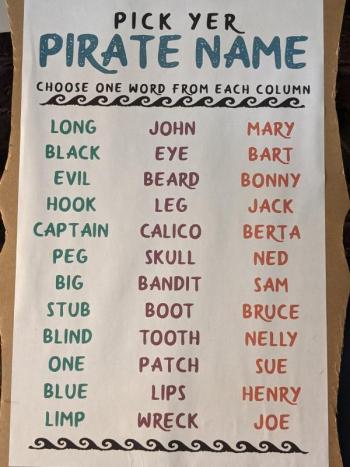 PICK YER
PIRATE NAME
CHOOSE ONE WORD FROM EACH COLUMN
LONG JOHN MARY
BLACK EYE BART
EVIL BEARD BONNY
HOOK LEG JACK
CAPTAIN CALICO BERTA
PEG SKULL NED
BIG BANDIT SAM
STUB BOOT BRUCE
BLIND TOOTH NELLY
ONE PATCH SUE
BLUE LIPS HENRY
LIMP WRECK JOE